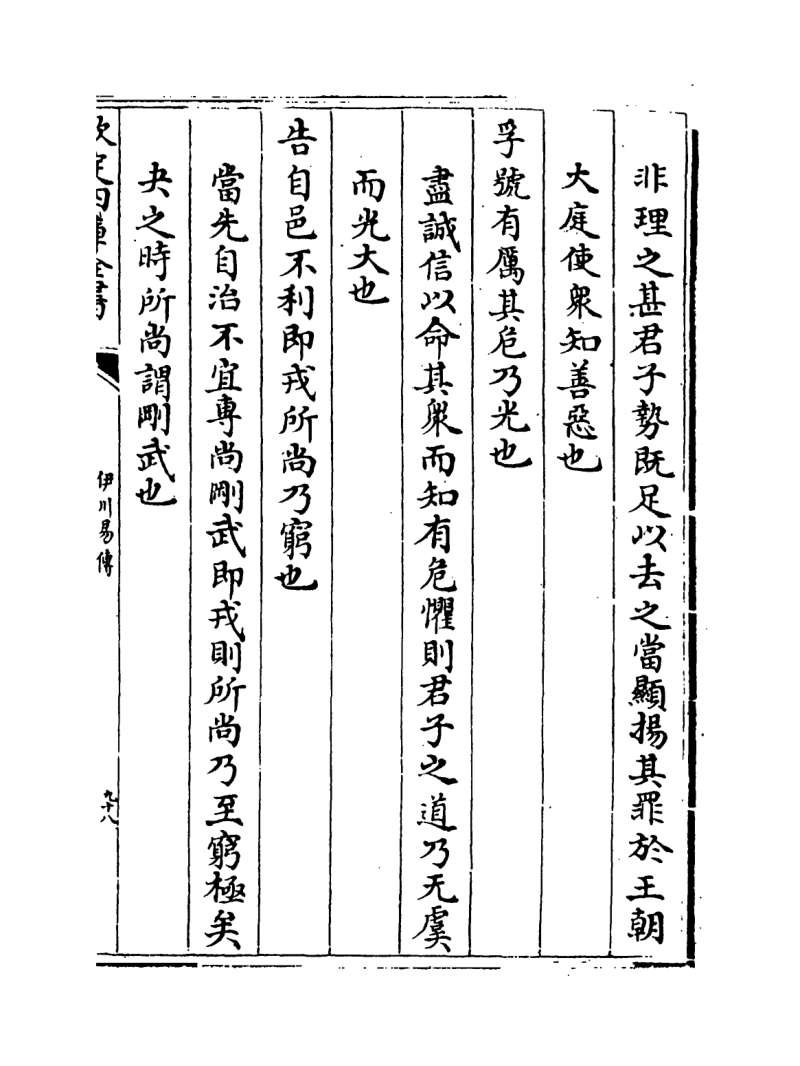 非理之甚君子勢既足以去之當顯揚其罪於王朝
大庭使衆知善惡也
孚號有厲其危乃光也
盡誠信以命其衆而知有危懼則君子之道乃无虞
而光大也
告自邑不利即戎所尚乃窮也
當先自治不宜專尚剛武即戎則所尚乃至窮極矣
夬之時所尚謂剛武也
欽定四庫全書
伊川易傳
九十八